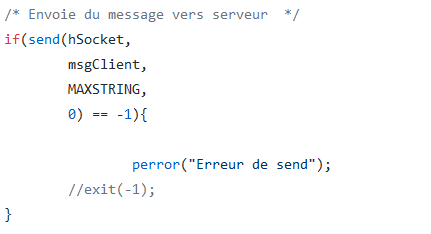 /* Envoie du message vers serveur  */
if(send(hSocket,
        msgClient,
        MAXSTRING,
        0) == -1){

                perror("Erreur de send");
        //exit(-1);
}